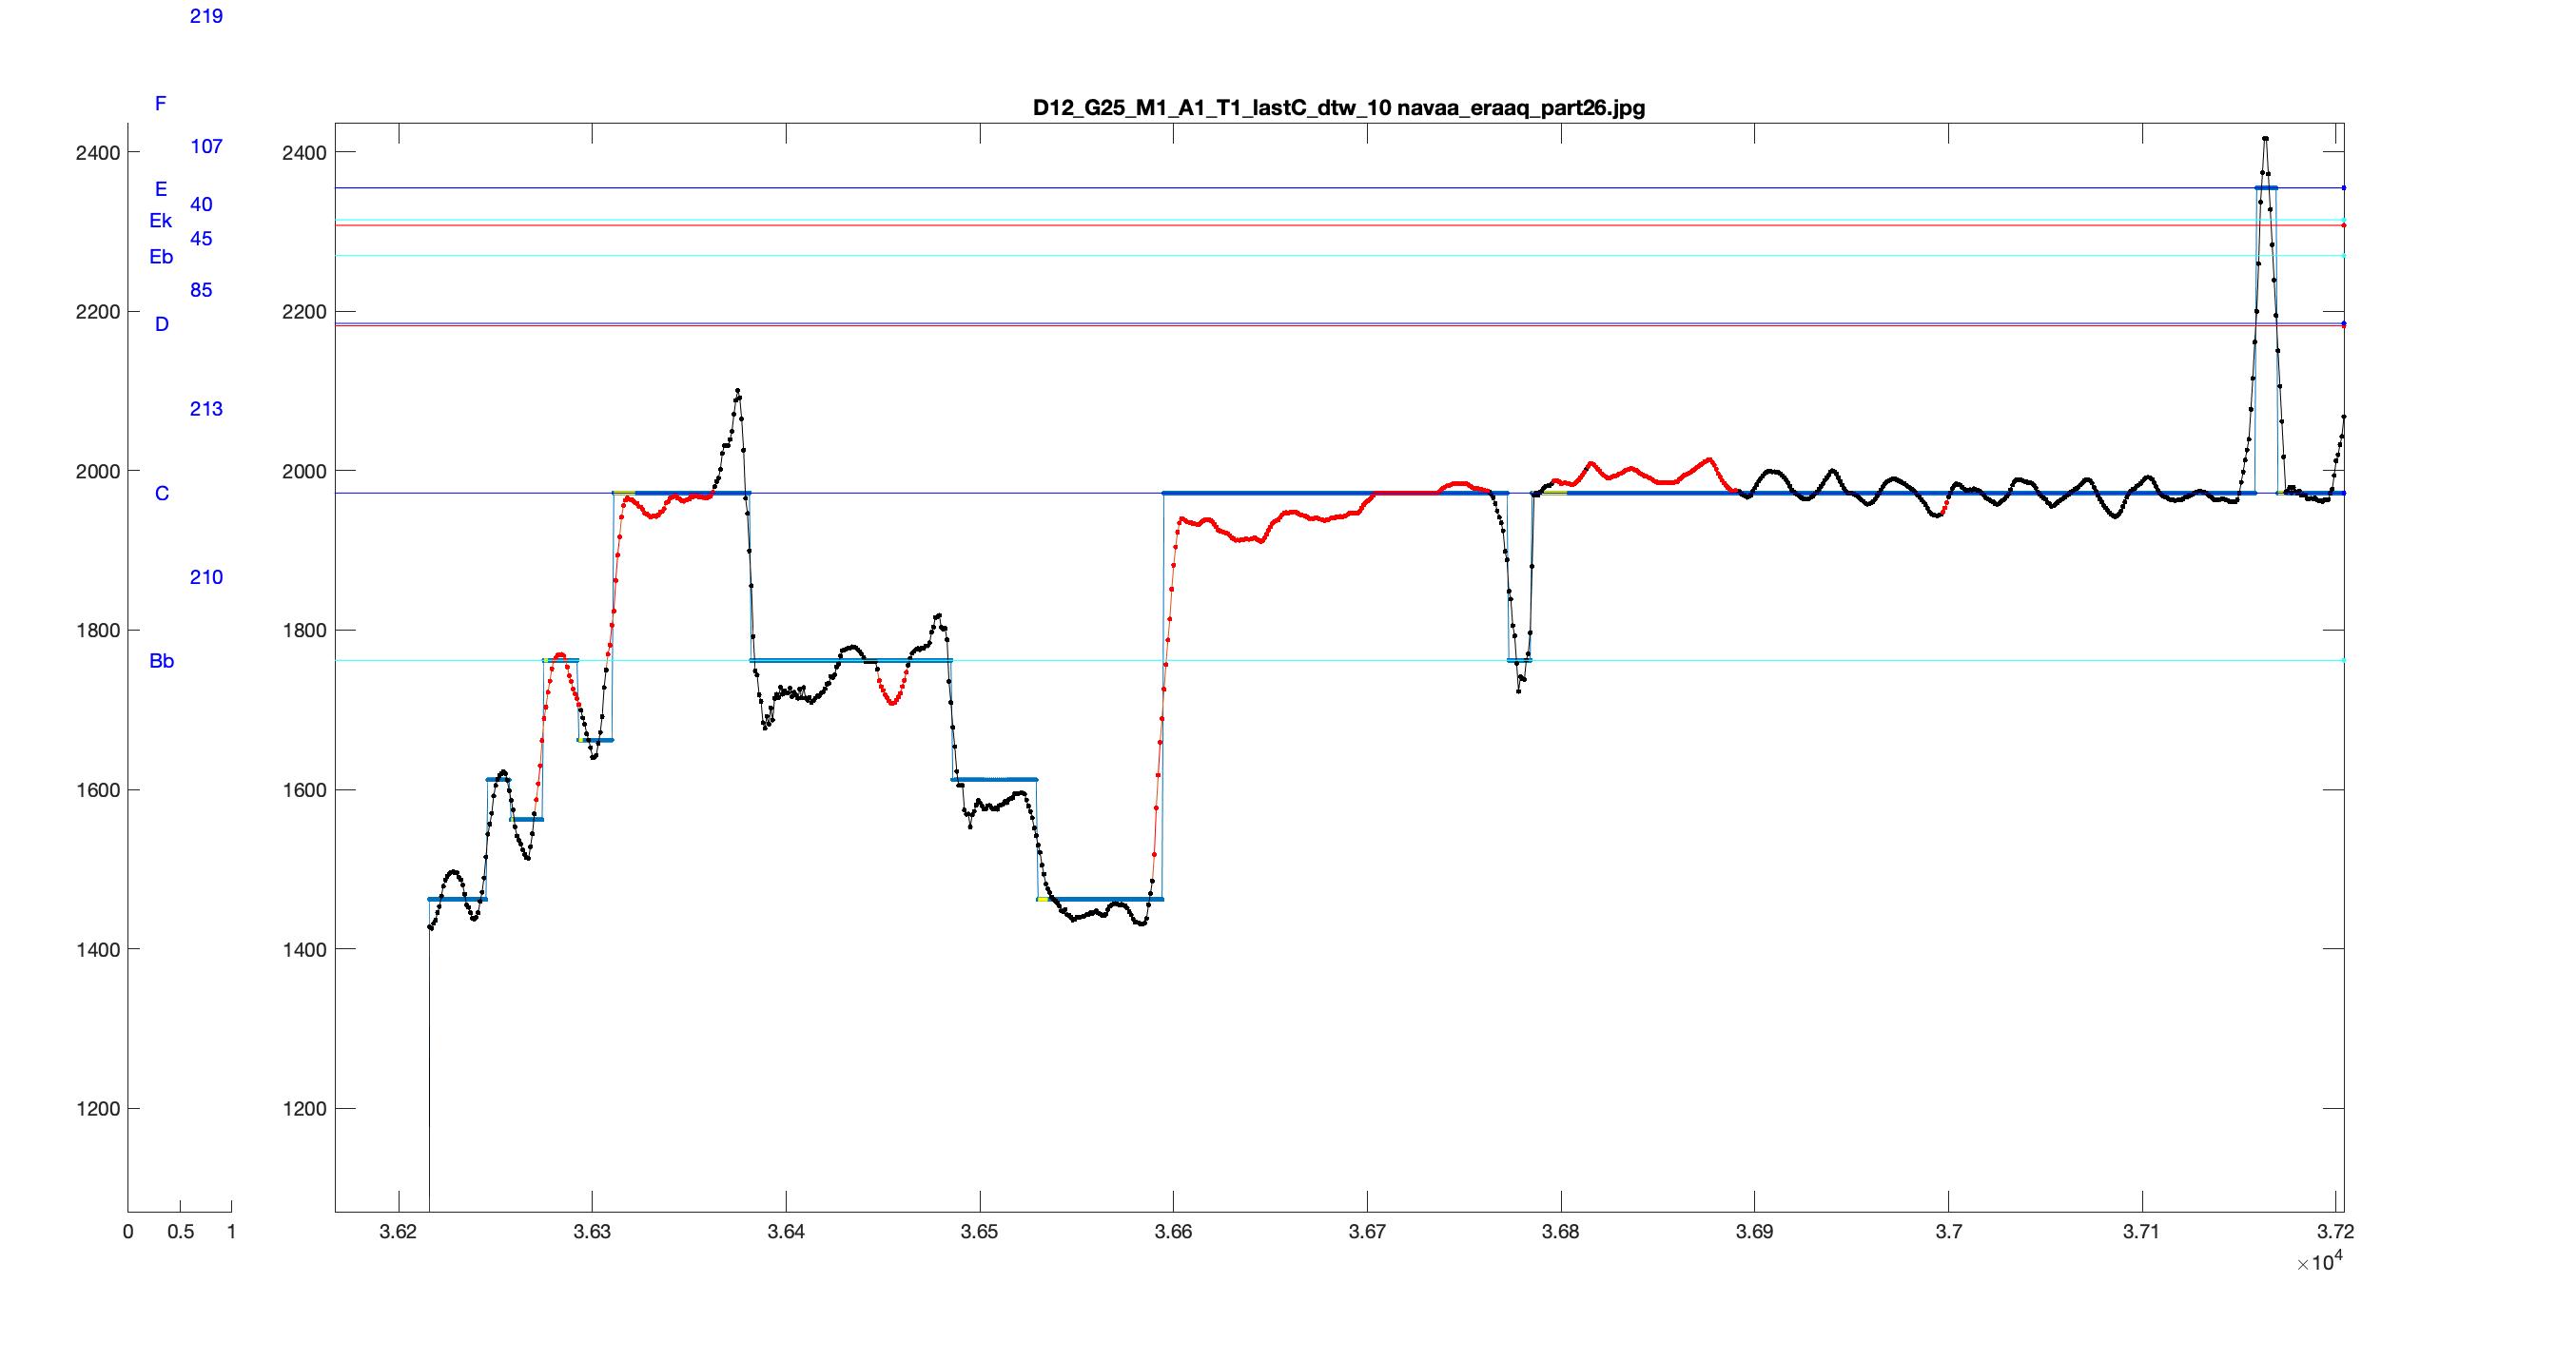 219
F
D12_G25_M1_A1_T1_lastC_dtw_10 navaa_eraaq_part26.jpg
2400 107 2400
E
40
Ek
45
Eb
85
2200 2200
D
213
2000 2000
C
210
1800 1800
Bb
1600 1600
1400 1400
1200 1200
0 0.5 1 3.62 3.63 3.64 3.65 3.66 3.67 3.68 3.69 3.7 3.71 3.72
×10^4